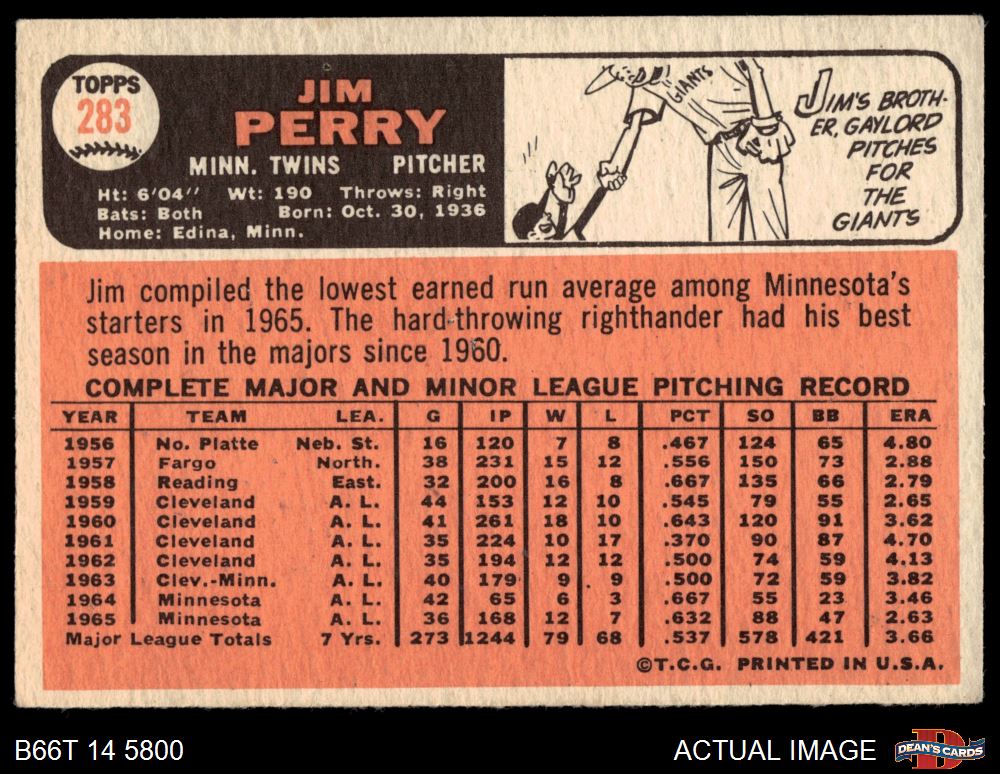 TOPPS
283
JIM
PERRY
MINN. TWINS PITCHER
Ht: 6'04" Wt: 190 Throws: Right
Bats: Both Born: Oct. 30, 1936
Home: Edina, Minn.
GIANTS
JIM'S BROTH-
ER, GAYLORD
PITCHES
FOR
THE
GIANTS
Jim compiled the lowest earned run average among Minnesota's
starters in 1965. The hard-throwing righthander had his best
season in the majors since 1960.
COMPLETE MAJOR AND MINOR LEAGUE PITCHING RECORD
YEAR TEAM LEA. G IP W L PCT SO BB ERA
1956 No. Platte Neb. St. 16 120 7 8 .467 124 65 4.80
1957 Fargo North. 38 231 15 12 .556 150 73 2.88
1958 Reading East. 32 200 16 8 .667 135 66 2.79
1959 Cleveland A. L. 44 153 12 10 .545 79 55 2.65
1960 Cleveland A. L. 41 261 18 10 .643 120 91 3.62
1961 Cleveland A. L. 35 224 10 17 .370 90 87 4.70
1962 Cleveland A. L. 35 194 12 12 .500 74 59 4.13
1963 Clev.-Minn. A. L. 40 179 9 9 .500 72 59 3.82
1964 Minnesota A. L. 42 65 6 3 .667 55 23 3.46
1965 Minnesota A. L. 36 168 12 7 .632 88 47 2.63
Major League Totals 7 Yrs. 273 1244 79 68 .537 578 421 3.66
©T.C.G. PRINTED IN U.S.A.
B66T 14 5800 ACTUAL IMAGE DEAN'S CARDS